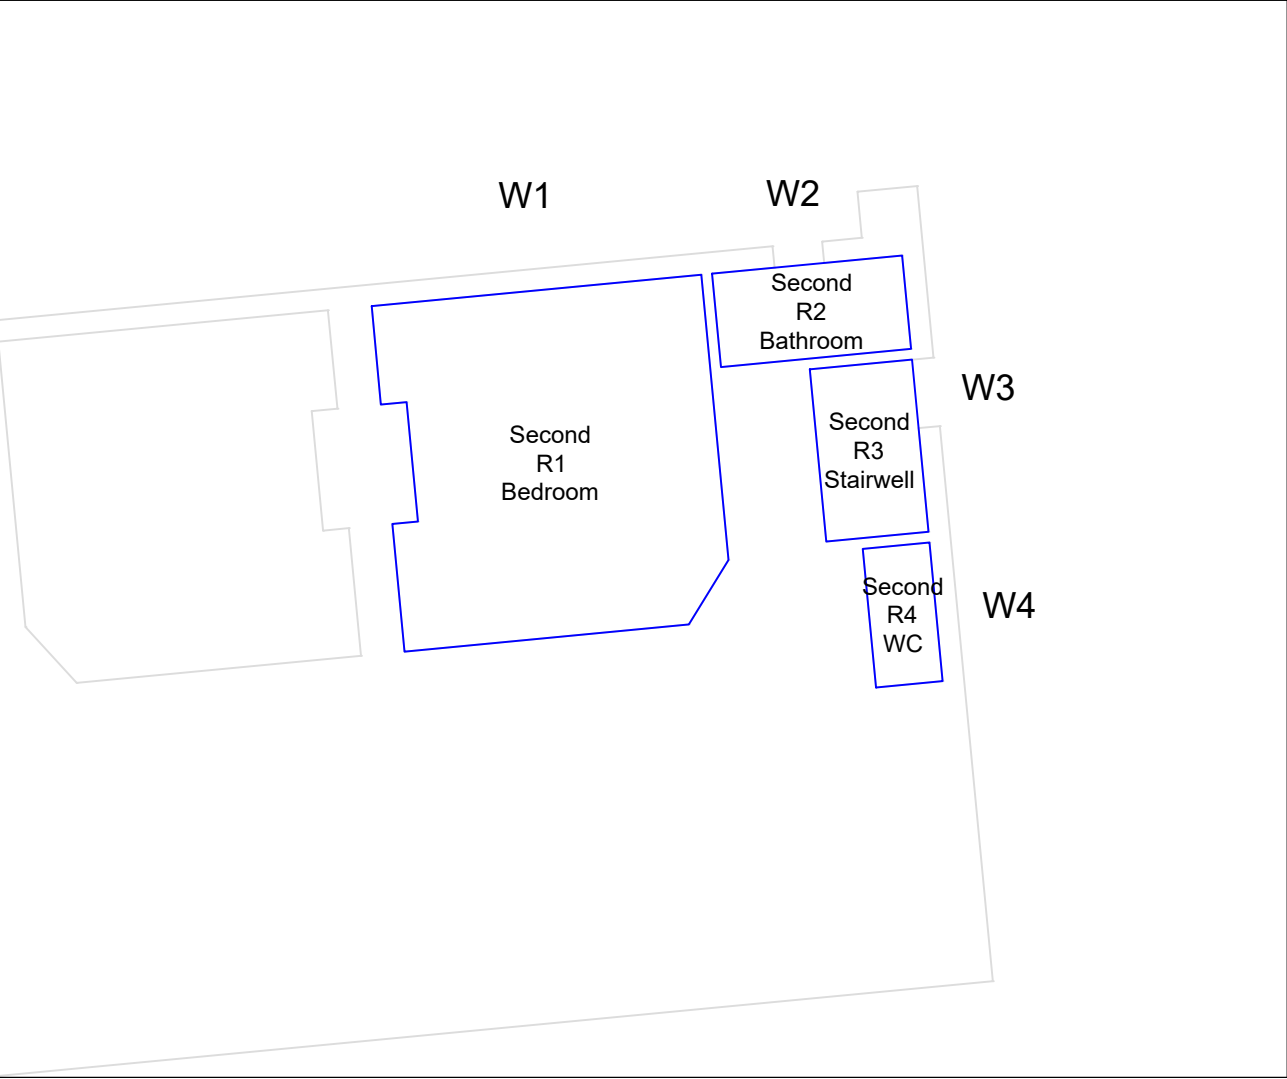 W1
W2
Second
R2
Bathroom
W3
Second
R3
Stairwell
Second
R1
Bedroom
Second
R4
WC
W4